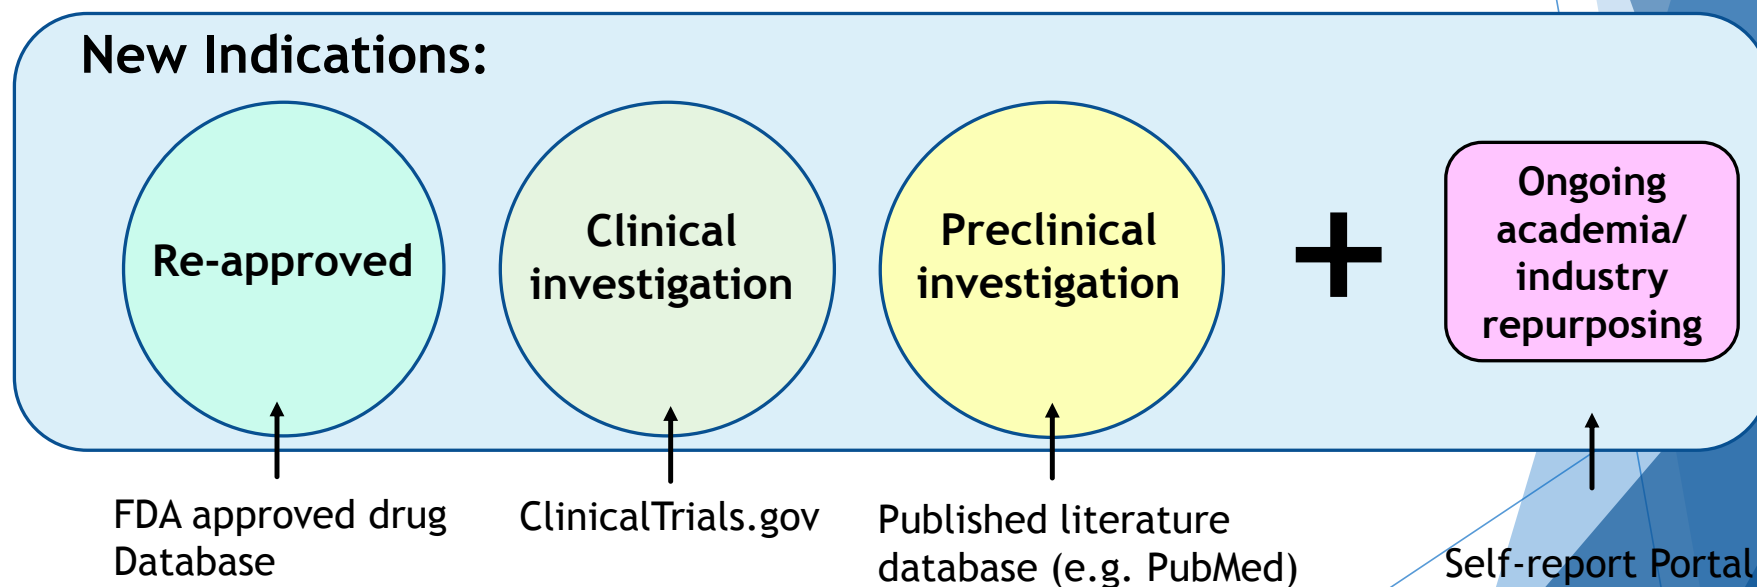 New Indications:
Re-approved
Clinical
investigation
Preclinical
investigation
+
Ongoing
academia/
industry
repurposing
FDA approved drug
Database
ClinicalTrials.gov
Published literature
database (e.g. PubMed)
Self-report Portal